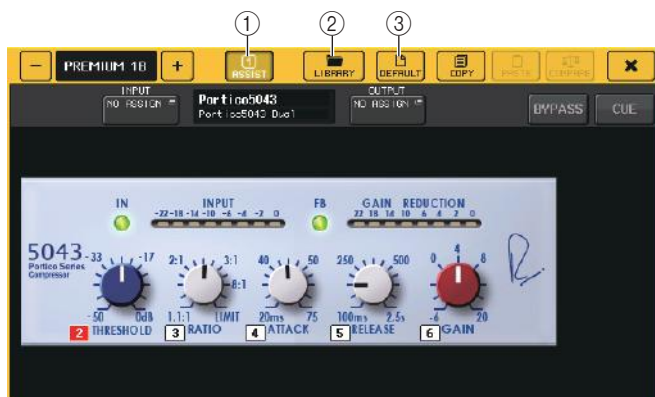 ① ② ③
− PREMIUM 1B + ASSIST LIBRARY DEFAULT COPY PASTE COMPARE ×
INPUT
NO ASSIGN
Portico5043
Portico5043 Dual
OUTPUT
NO ASSIGN
BYPASS CUE
IN INPUT FB GAIN REDUCTION
-22 -18 -14 -10 -6 -4 -2 0 22 18 14 10 6 4 2 0
5043
Portico Series
Compressor
-33 -17 2:1 3:1 40 50 250 500 0 4 8
8:1
-50 0dB 1.1:1 LIMIT 20ms 75 100ms 2.5s -6 20
2 THRESHOLD 3 RATIO 4 ATTACK 5 RELEASE 6 GAIN
R